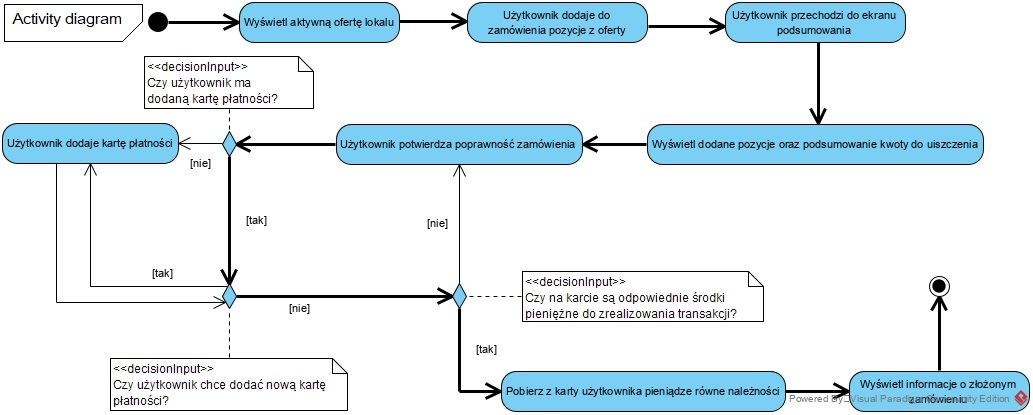 Activity diagram
Wyświetl aktywną ofertę lokalu
Użytkownik dodaje do
zamówienia pozycje z oferty
Użytkownik przechodzi do ekranu
podsumowania
<<decisionInput>>
Czy użytkownik ma
dodaną kartę płatności?
Użytkownik dodaje kartę płatności
[nie]
Użytkownik potwierdza poprawność zamówienia
Wyświetl dodane pozycje oraz podsumowanie kwoty do uiszczenia
[tak]
[nie]
[tak]
[nie]
<<decisionInput>>
Czy na karcie są odpowiednie środki
pieniężne do zrealizowania transakcji?
[tak]
<<decisionInput>>
Czy użytkownik chce dodać nową kartę
płatności?
Pobierz z karty użytkownika pieniądze równe należności
Wyświetl informacje o złożonym
zamówieniu
Powered By Visual Paradigm Community Edition